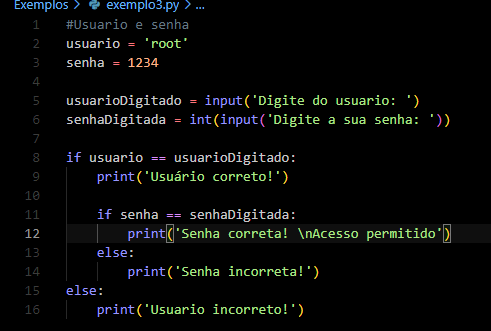 Exemplos > exemplo3.py > ...
1 #Usuario e senha
2 usuario = 'root'
3 senha = 1234
4
5 usuarioDigitado = input('Digite do usuario: ')
6 senhaDigitada = int(input('Digite a sua senha: '))
7
8 if usuario == usuarioDigitado:
9     print('Usuário correto!')
10
11     if senha == senhaDigitada:
12         print('Senha correta! \nAcesso permitido')
13     else:
14         print('Senha incorreta!')
15 else:
16     print('Usuario incorreto!')